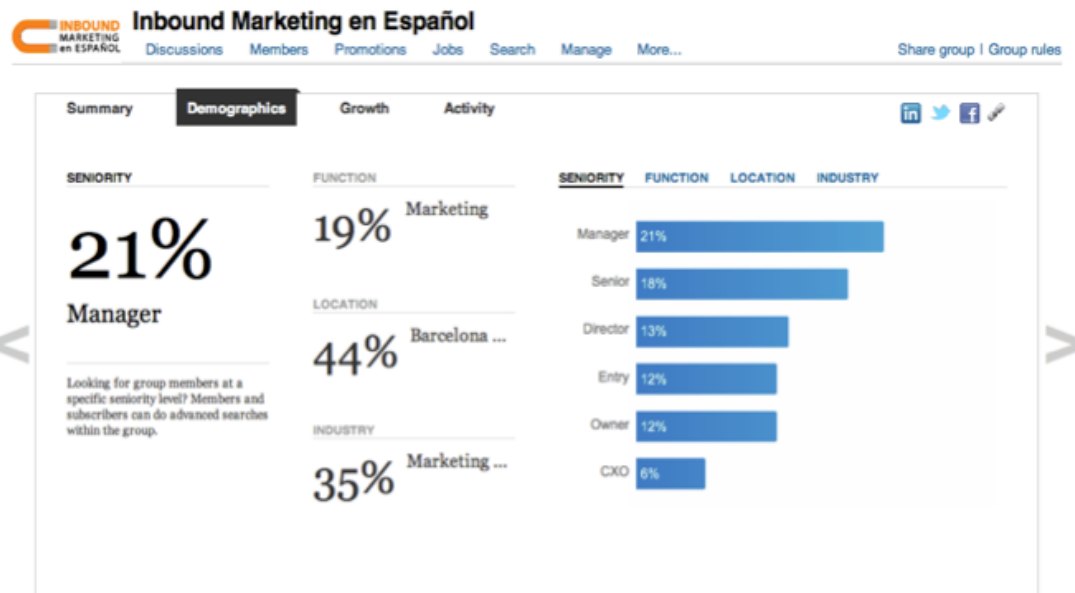 INBOUND
MARKETING
en ESPAÑOL
Inbound Marketing en Español
Discussions Members Promotions Jobs Search Manage More...
Share group | Group rules
Summary Demographics Growth Activity
SENIORITY
21%
Manager
Looking for group members at a
specific seniority level? Members and
subscribers can do advanced searches
within the group.
FUNCTION
19% Marketing
LOCATION
44% Barcelona ...
INDUSTRY
35% Marketing ...
SENIORITY FUNCTION LOCATION INDUSTRY
Manager 21%
Senior 18%
Director 13%
Entry 12%
Owner 12%
CXO 6%